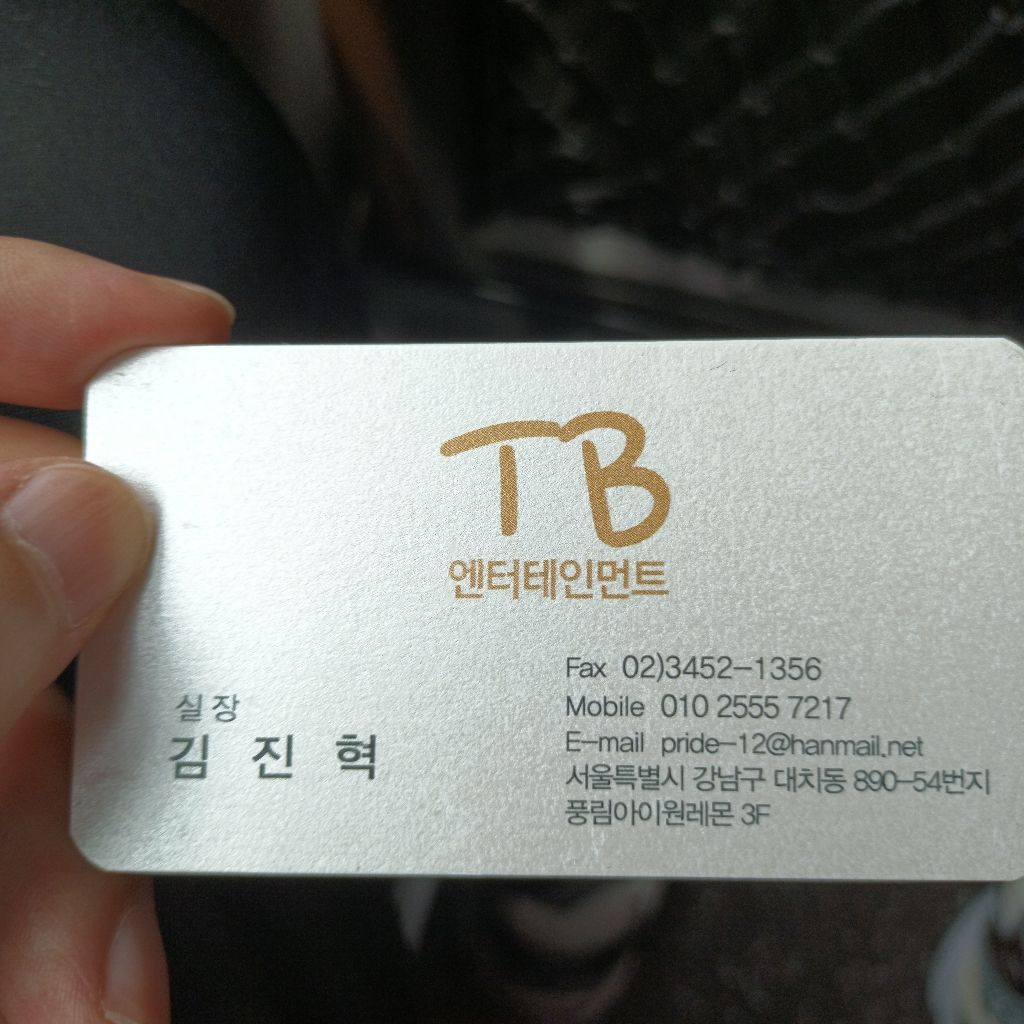 TB
엔터테인먼트
실장
김 진 혁
Fax 02)3452-1356
Mobile 010 2555 7217
E-mail pride-12@hanmail.net
서울특별시 강남구 대치동 890-54번지
풍림아이원레몬 3F